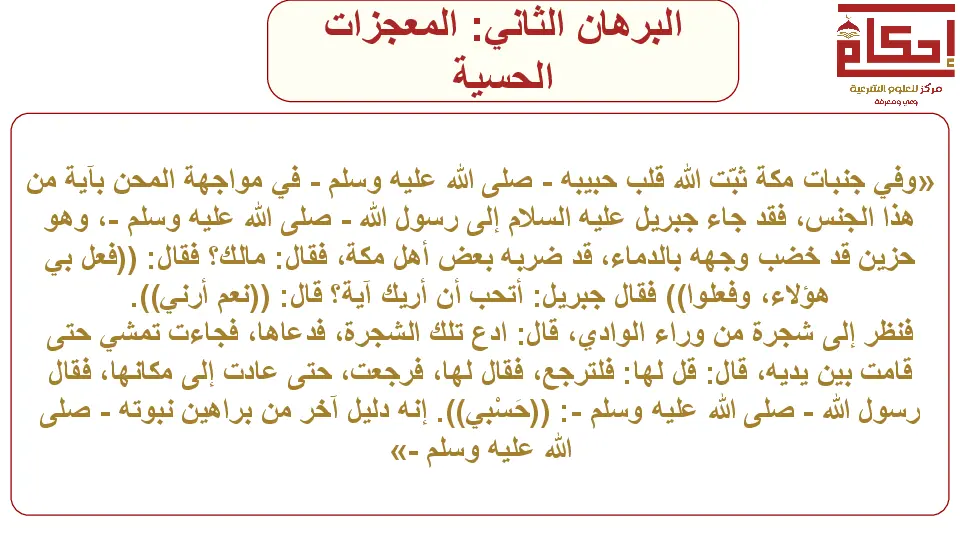 البرهان الثاني: المعجزات
الحسية
إحكام
مركز للعلوم الشرعية
وعي ومعرفة
«وفي جنبات مكة ثبّت الله قلب حبيبه - صلى الله عليه وسلم - في مواجهة المحن بآية من
هذا الجنس، فقد جاء جبريل عليه السلام إلى رسول الله - صلى الله عليه وسلم -، وهو
حزين قد خضب وجهه بالدماء، قد ضربه بعض أهل مكة، فقال: مالك؟ فقال: ((فعل بي
هؤلاء، وفعلوا)) فقال جبريل: أتحب أن أريك آية؟ قال: ((نعم أرني)).
فنظر إلى شجرة من وراء الوادي، قال: ادع تلك الشجرة، فدعاها، فجاءت تمشي حتى
قامت بين يديه، قال: قل لها: فلترجع، فقال لها، فرجعت، حتى عادت إلى مكانها، فقال
رسول الله - صلى الله عليه وسلم -: ((حَسْبي)). إنه دليل آخر من براهين نبوته - صلى
الله عليه وسلم -»